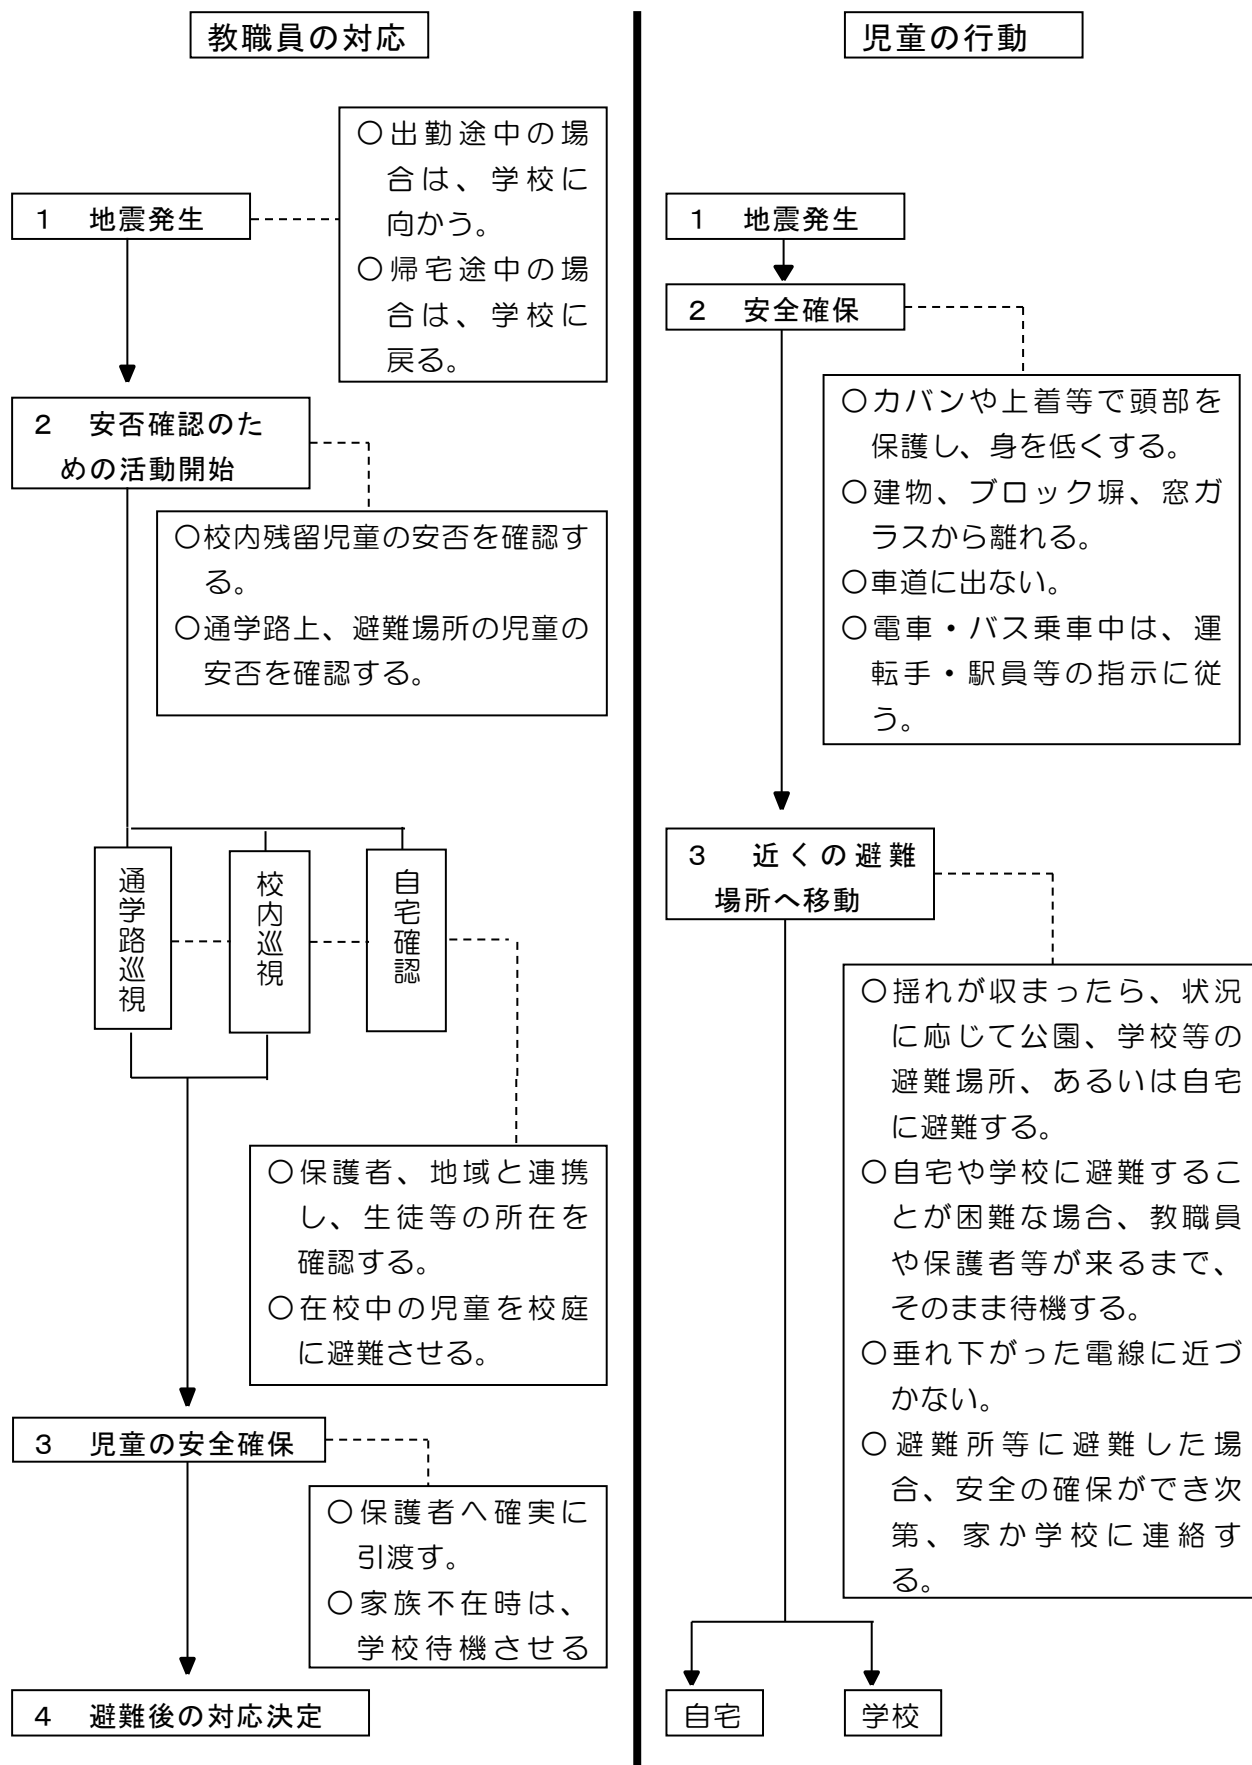 教職員の対応
○出勤途中の場
合は、学校に
向かう。
○帰宅途中の場
合は、学校に
戻る。
1 地震発生
2 安否確認のた
めの活動開始
○校内残留児童の安否を確認す
る。
○通学路上、避難場所の児童の
安否を確認する。
通学路巡視
校内巡視
自宅確認
○保護者、地域と連携
し、生徒等の所在を
確認する。
○在校中の児童を校庭
に避難させる。
3 児童の安全確保
○保護者へ確実に
引渡す。
○家族不在時は、
学校待機させる
4 避難後の対応決定
児童の行動
1 地震発生
2 安全確保
○カバンや上着等で頭部を
保護し、身を低くする。
○建物、ブロック塀、窓ガ
ラスから離れる。
○車道に出ない。
○電車・バス乗車中は、運
転手・駅員等の指示に従
う。
3 近くの避難
場所へ移動
○揺れが収まったら、状況
に応じて公園、学校等の
避難場所、あるいは自宅
に避難する。
○自宅や学校に避難するこ
とが困難な場合、教職員
や保護者等が来るまで、
そのまま待機する。
○垂れ下がった電線に近づ
かない。
○避難所等に避難した場
合、安全の確保ができ次
第、家か学校に連絡す
る。
自宅
学校